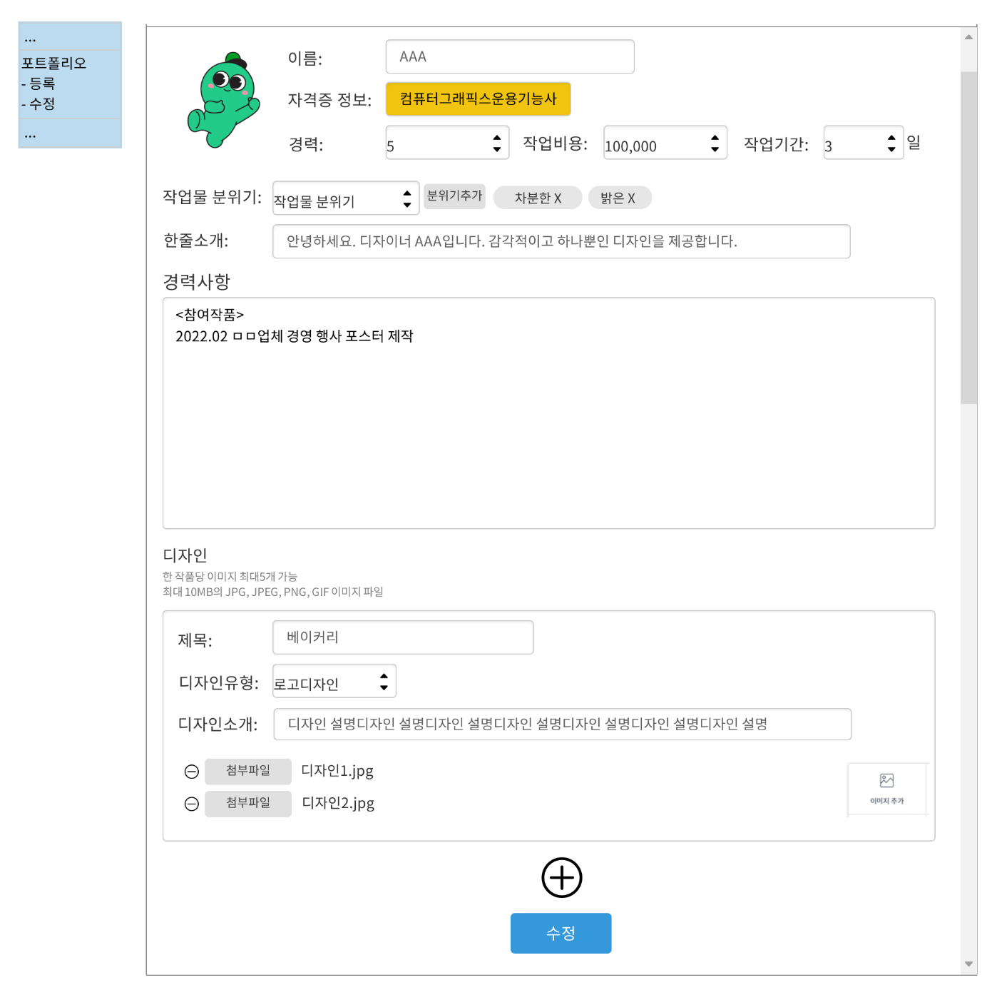 ...
포트폴리오
- 등록
- 수정
...
이름: AAA
자격증 정보: 컴퓨터그래픽스운용기능사
경력: 5 작업비용: 100,000 작업기간: 3 일
작업물 분위기: 작업물 분위기 분위기추가 차분한 X 밝은 X
한줄소개: 안녕하세요. 디자이너 AAA입니다. 감각적이고 하나뿐인 디자인을 제공합니다.
경력사항
<참여작품>
2022.02 ㅁㅁ업체 경영 행사 포스터 제작
디자인
한 작품당 이미지 최대5개 가능
최대 10MB의 JPG, JPEG, PNG, GIF 이미지 파일
제목: 베이커리
디자인유형: 로고디자인
디자인소개: 디자인 설명디자인 설명디자인 설명디자인 설명디자인 설명디자인 설명디자인 설명
첨부파일 디자인1.jpg
첨부파일 디자인2.jpg
이미지 추가
수정